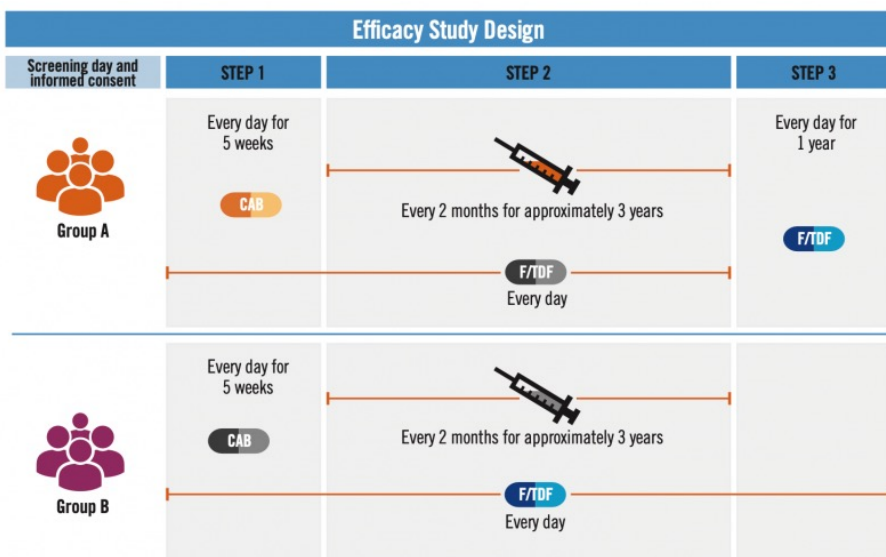 Efficacy Study Design
Screening day and
informed consent
STEP 1
STEP 2
STEP 3
Group A
Every day for
5 weeks
CAB
Every 2 months for approximately 3 years
F/TDF
Every day
Every day for
1 year
F/TDF
Group B
Every day for
5 weeks
CAB
Every 2 months for approximately 3 years
F/TDF
Every day